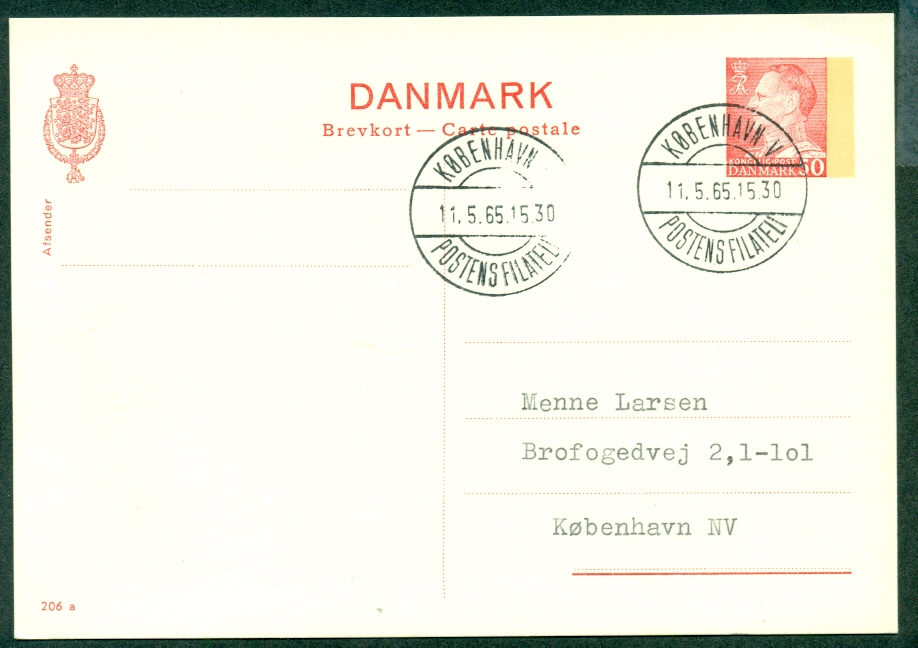 DANMARK
Brevkort — Carte postale
KONGELIG POST
DANMARK 50
KØBENHAVN
11.5.65.15.30
POSTENS FILATELI
KØBENHAVN V
11.5.65.15.30
POSTENS FILATELI
Afsender
Menne Larsen
Brofogedvej 2,1-lol
København NV
206 a